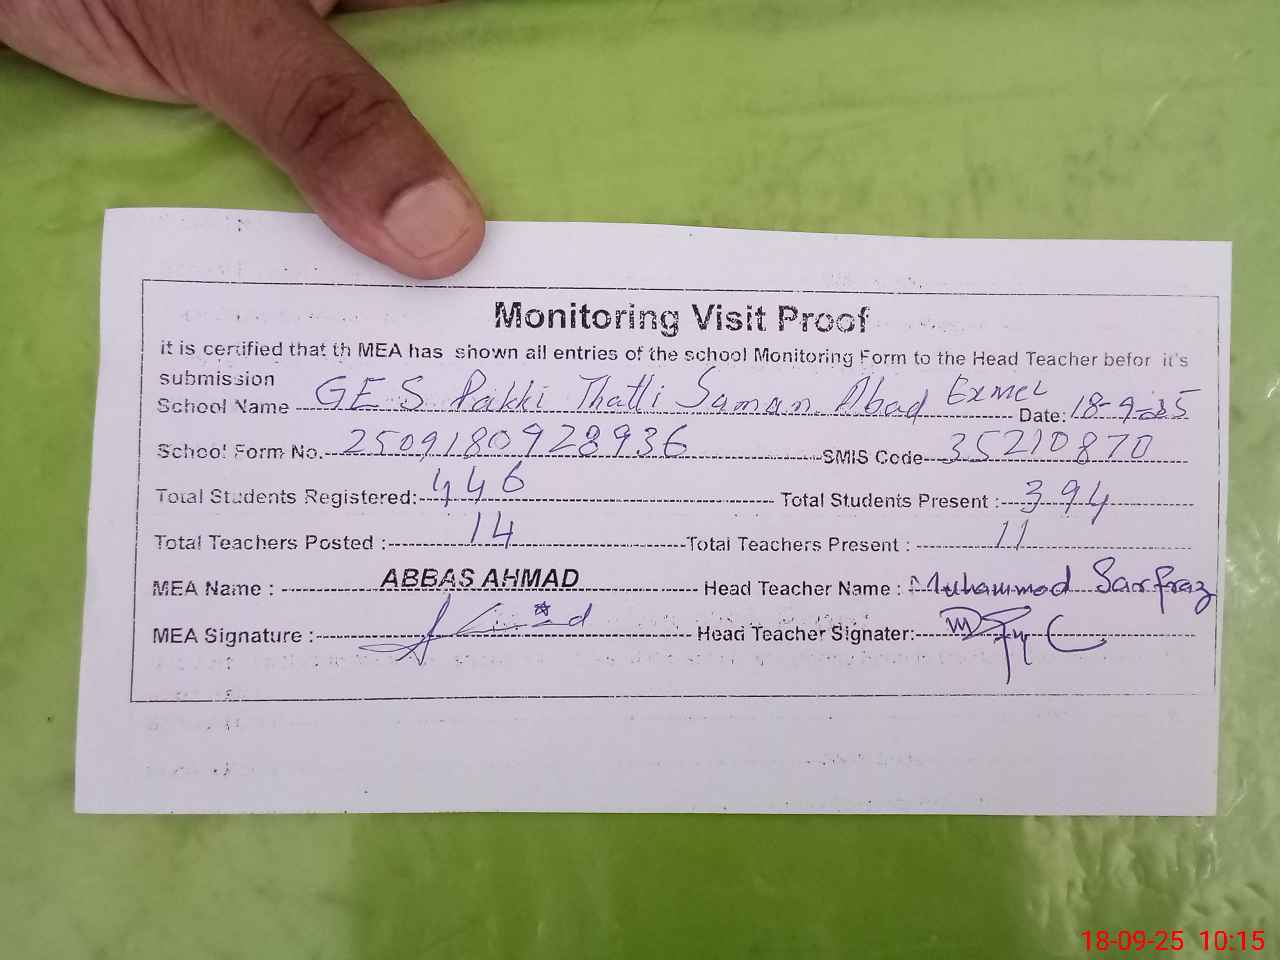 Monitoring Visit Proof
it is certified that th MEA has shown all entries of the school Monitoring Form to the Head Teacher befor it's
submission
School Name GES Pakki Thatti Saman Abad Exmcl Date: 18-9-25
School Form No. 2509180928936 SMIS Code 35210870
Total Students Registered: 446 Total Students Present : 394
Total Teachers Posted : 14 Total Teachers Present : 11
MEA Name : ABBAS AHMAD Head Teacher Name : Muhammad Sarfraz
MEA Signature : Head Teacher Signater:
18-09-25 10:15